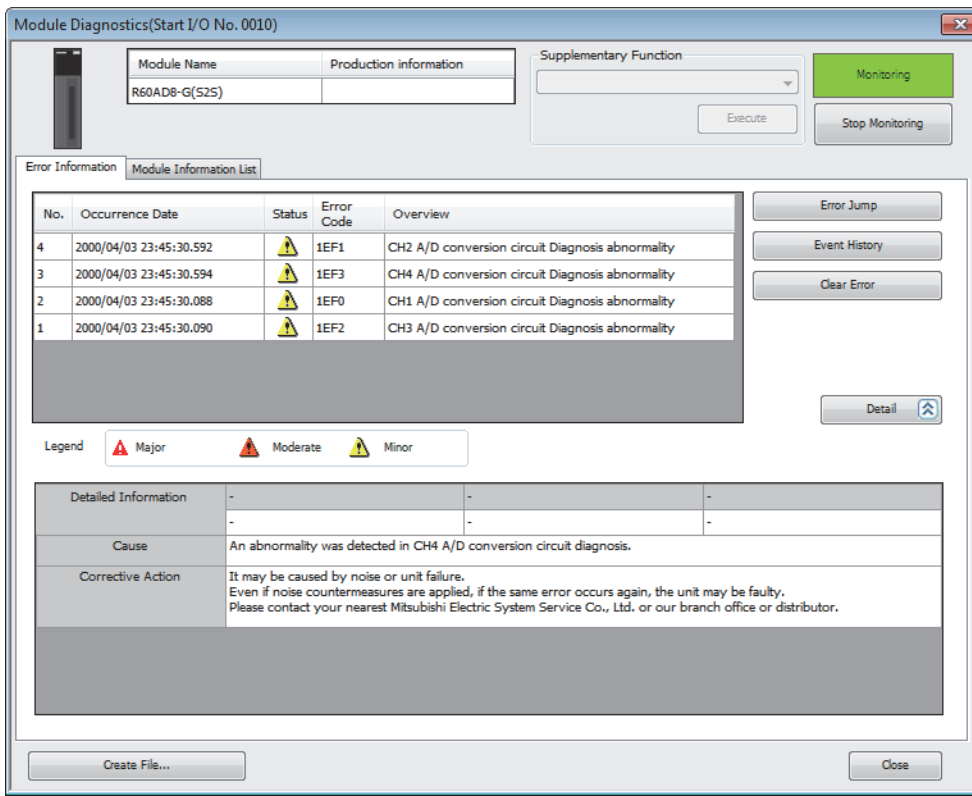 Module Diagnostics(Start I/O No. 0010)
Module Name Production information
R60AD8-G(S2S)
Supplementary Function
Execute
Monitoring
Stop Monitoring
Error Information Module Information List
No. Occurrence Date Status Error Code Overview
4 2000/04/03 23:45:30.592 1EF1 CH2 A/D conversion circuit Diagnosis abnormality
3 2000/04/03 23:45:30.594 1EF3 CH4 A/D conversion circuit Diagnosis abnormality
2 2000/04/03 23:45:30.088 1EF0 CH1 A/D conversion circuit Diagnosis abnormality
1 2000/04/03 23:45:30.090 1EF2 CH3 A/D conversion circuit Diagnosis abnormality
Error Jump
Event History
Clear Error
Detail
Legend Major Moderate Minor
Detailed Information - - -
- - -
Cause An abnormality was detected in CH4 A/D conversion circuit diagnosis.
Corrective Action It may be caused by noise or unit failure.
Even if noise countermeasures are applied, if the same error occurs again, the unit may be faulty.
Please contact your nearest Mitsubishi Electric System Service Co., Ltd. or our branch office or distributor.
Create File...
Close